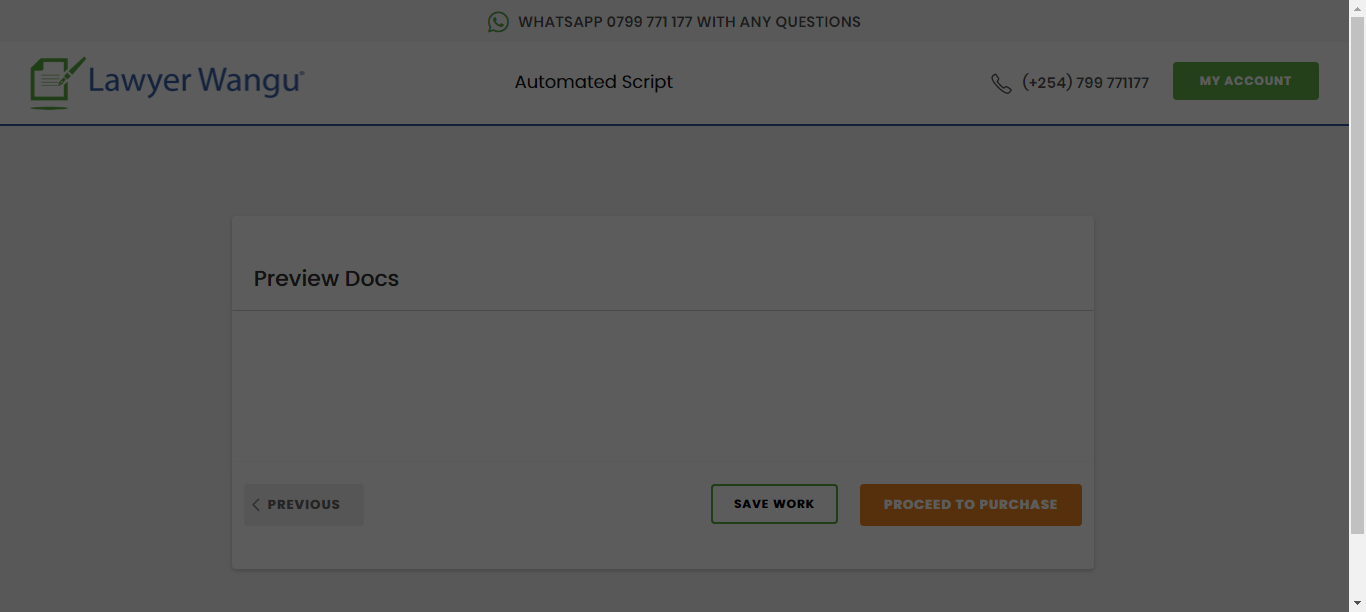 WHATSAPP 0799 771 177 WITH ANY QUESTIONS
Lawyer Wangu®
Automated Script
(+254) 799 771177
MY ACCOUNT
Preview Docs
PREVIOUS
SAVE WORK
PROCEED TO PURCHASE